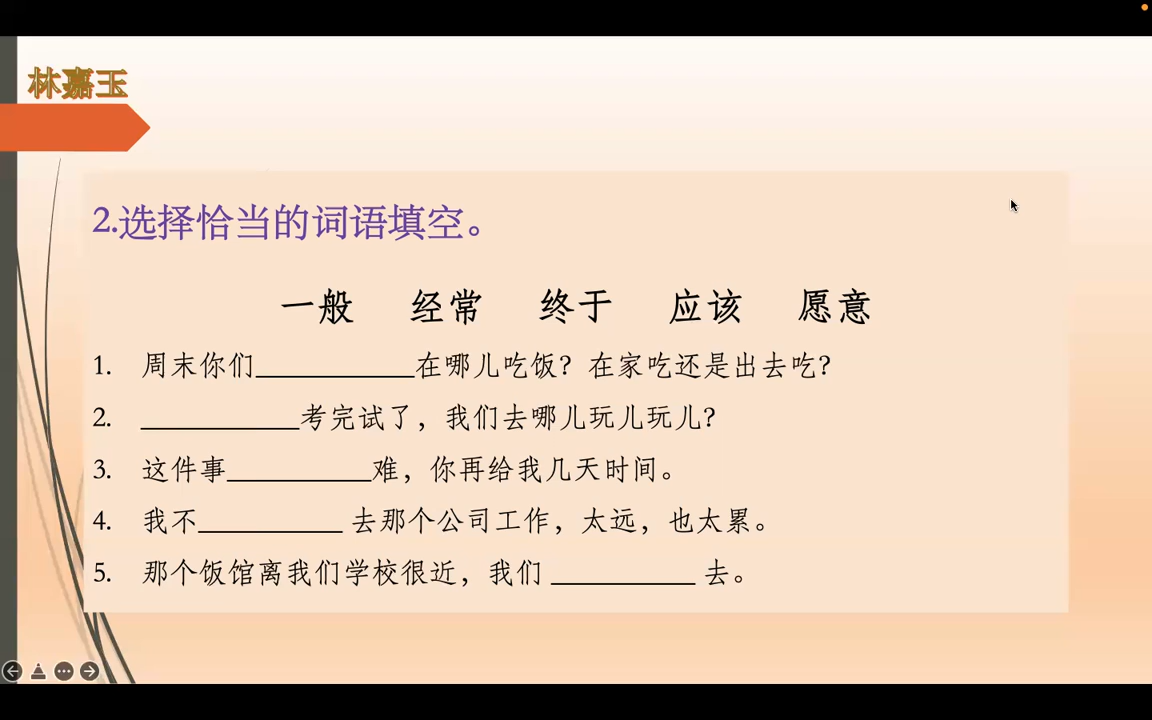 林嘉玉
2.选择恰当的词语填空。
一般 经常 终于 应该 愿意
1. 周末你们___________在哪儿吃饭？在家吃还是出去吃？
2. ___________考完试了，我们去哪儿玩儿玩儿？
3. 这件事__________难，你再给我几天时间。
4. 我不__________ 去那个公司工作，太远，也太累。
5. 那个饭馆离我们学校很近，我们 __________ 去。